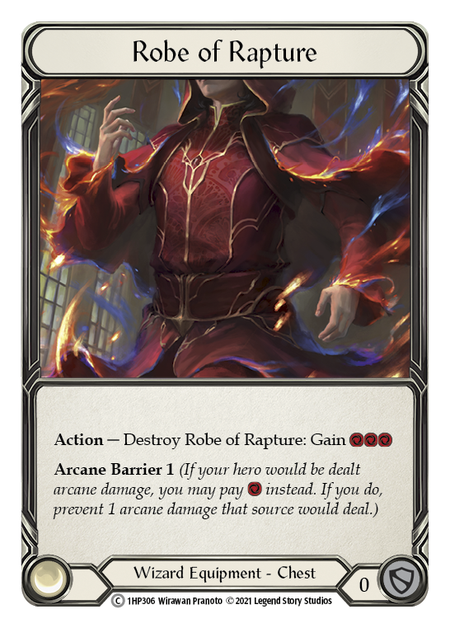 Robe of Rapture
Action — Destroy Robe of Rapture: Gain
Arcane Barrier 1 (If your hero would be dealt
arcane damage, you may pay instead. If you do,
prevent 1 arcane damage that source would deal.)
Wizard Equipment - Chest
0
C 1HP306 Wirawan Pranoto © 2021 Legend Story Studios